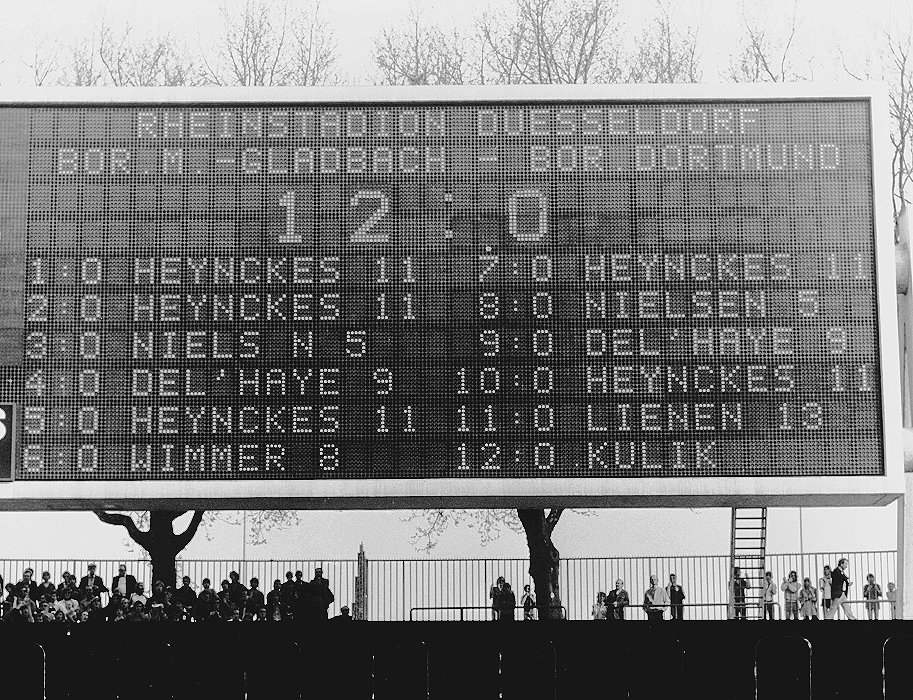 RHEINSTADION DUESSELDORF
BOR.M -GLADBACH - BOR DORTMUND
12:0
1:0 HEYNCKES 11 7:0 HEYNCKES 11
2:0 HEYNCKES 11 8:0 NIELSEN 5
3:0 NIELS N 5 9:0 DEL'HAYE 9
4:0 DEL'HAYE 9 10:0 HEYNCKES 11
5:0 HEYNCKES 11 11:0 LIENEN 13
6:0 WIMMER 8 12:0 KULIK
S